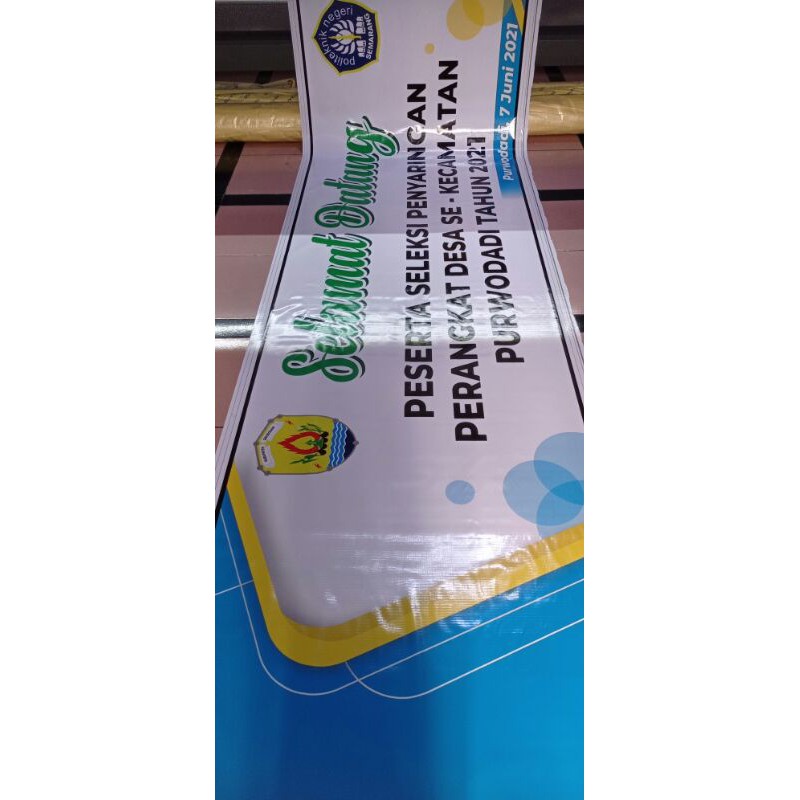 Selamat Datang
PESERTA SELEKSI PENYARINGAN
PERANGKAT DESA SE - KECAMATAN
PURWODADI TAHUN 2021
Purwodadi, 7 Juni 2021
politeknik negeri
SEMARANG